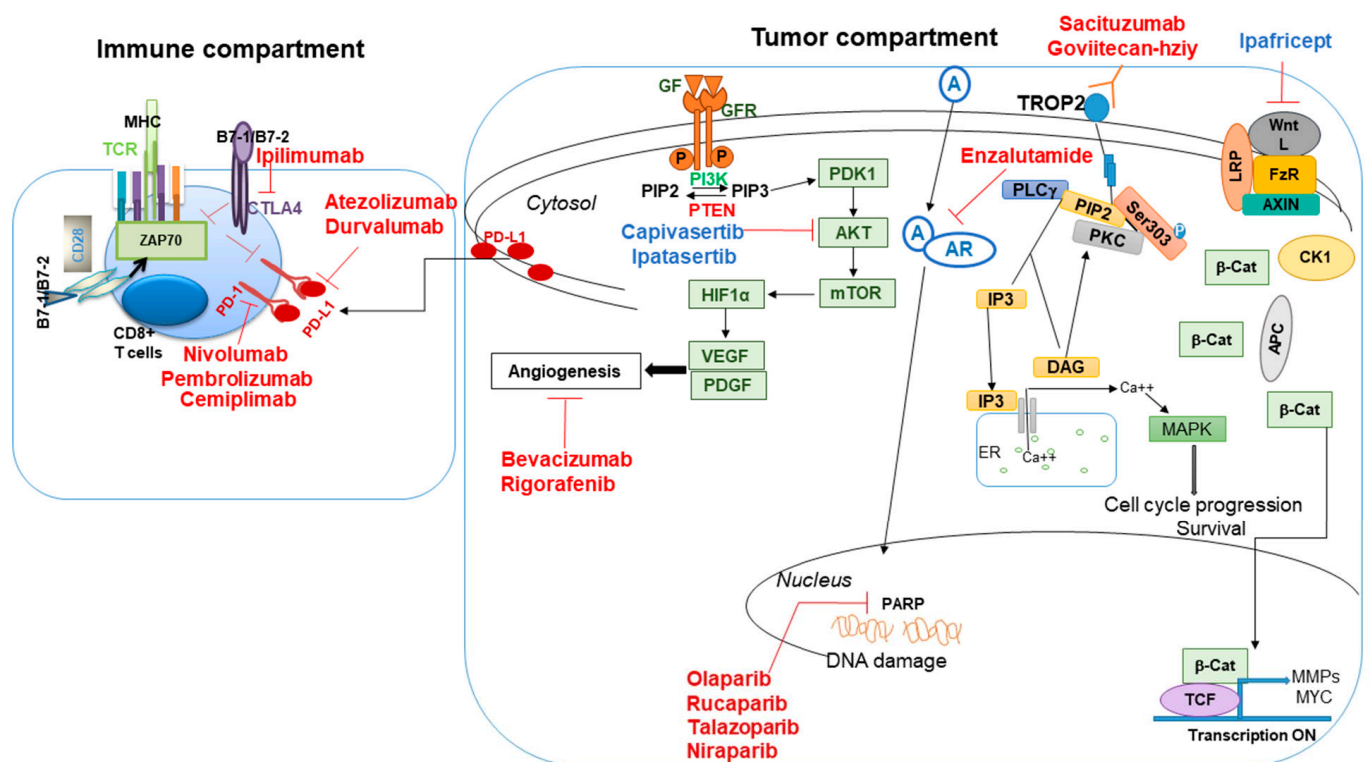 Immune compartment
MHC
TCR
B7-1/B7-2
Ipilimumab
CTLA4
Atezolizumab
Durvalumab
CD28
ZAP70
B7-1/B7-2
PD-1
PD-L1
CD8+
T cells
Nivolumab
Pembrolizumab
Cemiplimab
Tumor compartment
Sacituzumab
Goviitecan-hziy
Ipafricept
GF
GFR
P
P
A
TROP2
Wnt
L
LRP
FzR
AXIN
Cytosol
PI3K
PIP2
PIP3
PTEN
PDK1
Enzalutamide
PLCγ
PIP2
PKC
Ser303
P
PD-L1
Capivasertib
Ipatasertib
AKT
A
AR
CK1
β-Cat
HIF1α
mTOR
IP3
β-Cat
APC
VEGF
PDGF
Angiogenesis
DAG
IP3
Ca++
β-Cat
MAPK
ER
Ca++
Bevacizumab
Rigorafenib
Cell cycle progression
Survival
Nucleus
PARP
DNA damage
Olaparib
Rucaparib
Talazoparib
Niraparib
β-Cat
TCF
MMPs
MYC
Transcription ON